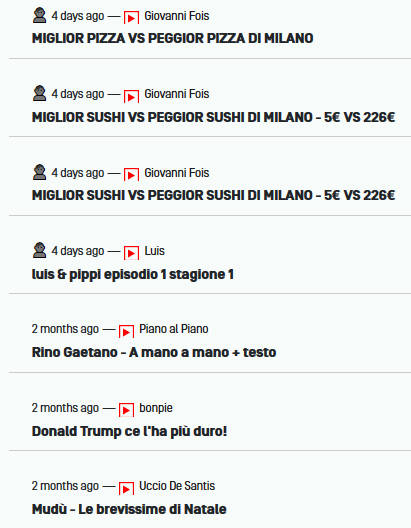 4 days ago — Giovanni Fois
MIGLIOR PIZZA VS PEGGIOR PIZZA DI MILANO
4 days ago — Giovanni Fois
MIGLIOR SUSHI VS PEGGIOR SUSHI DI MILANO - 5€ VS 226€
4 days ago — Giovanni Fois
MIGLIOR SUSHI VS PEGGIOR SUSHI DI MILANO - 5€ VS 226€
4 days ago — Luis
luis & pippi episodio 1 stagione 1
2 months ago — Piano al Piano
Rino Gaetano - A mano a mano + testo
2 months ago — bonpie
Donald Trump ce l'ha più duro!
2 months ago — Uccio De Santis
Mudù - Le brevissime di Natale